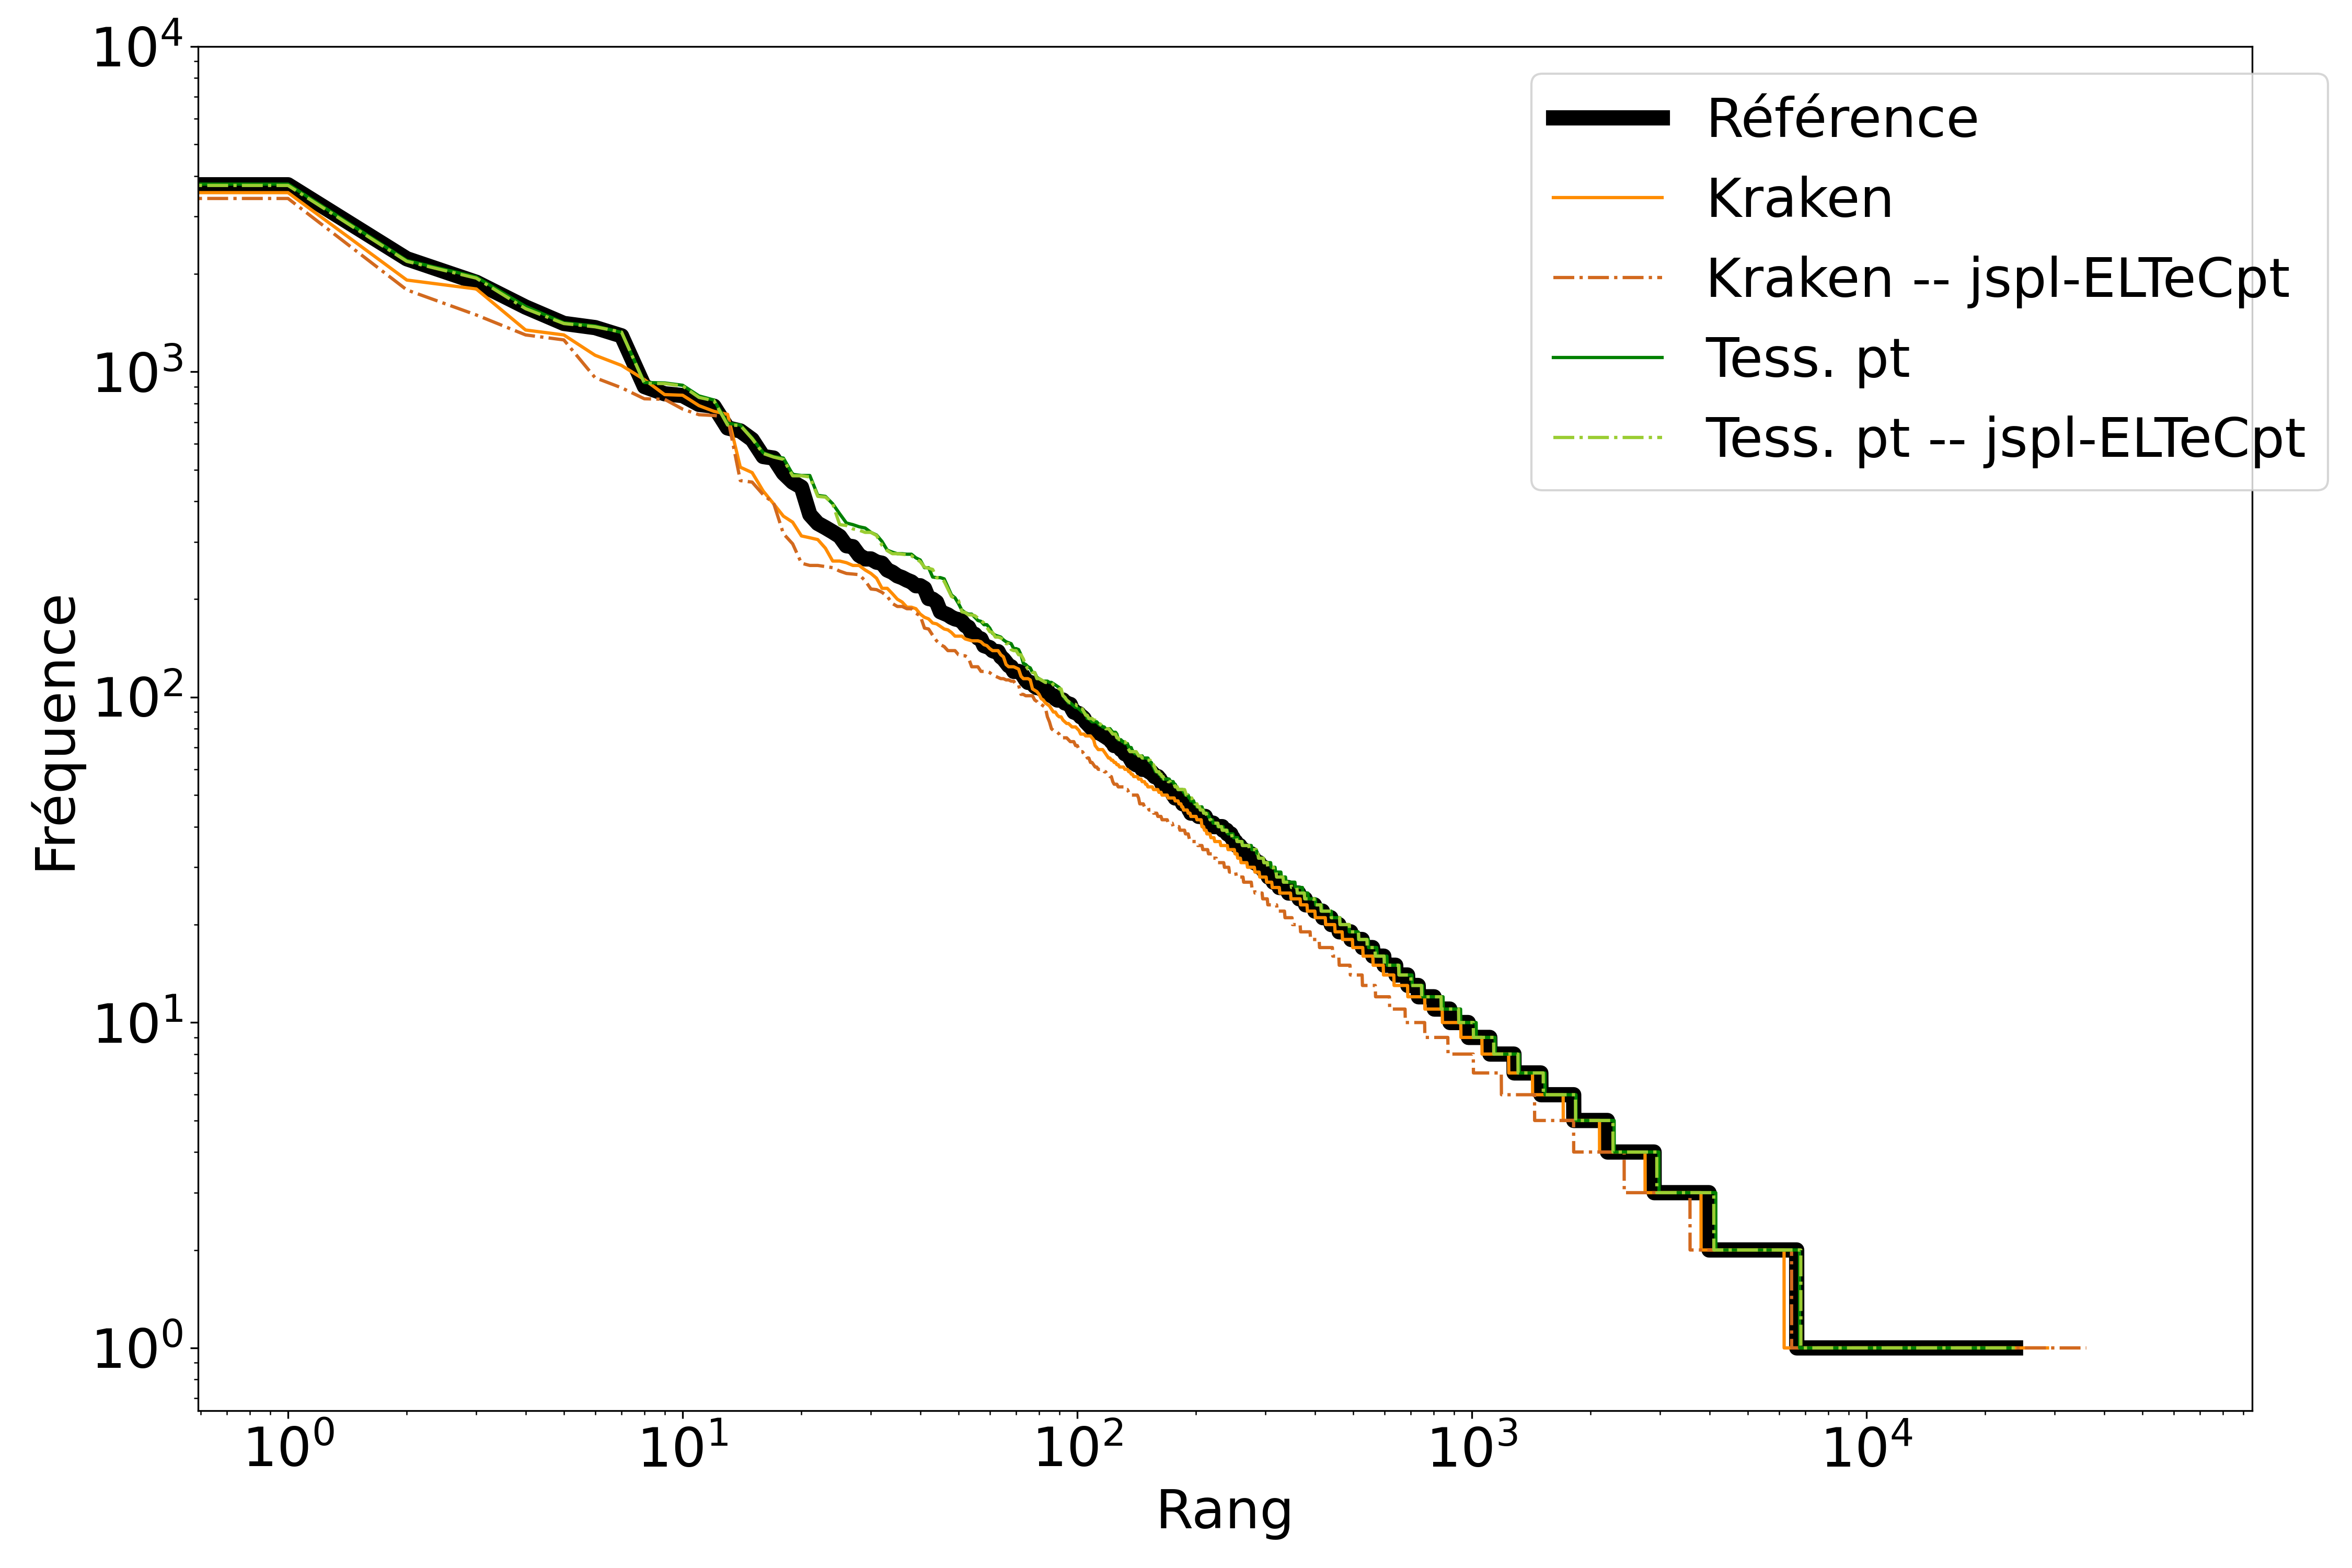 10⁴
10³
10²
10¹
10⁰
Fréquence
10⁰ 10¹ 10² 10³ 10⁴
Rang
Référence
Kraken
Kraken -- jspl-ELTeCpt
Tess. pt
Tess. pt -- jspl-ELTeCpt